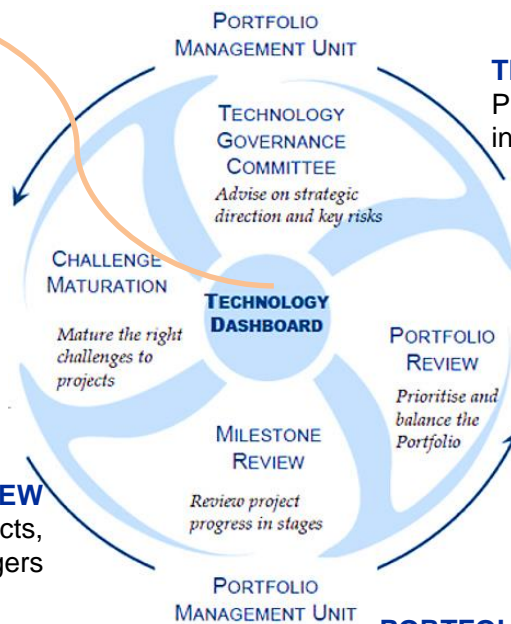 PORTFOLIO
MANAGEMENT UNIT
TECHNOLOGY
GOVERNANCE
COMMITTEE
Advise on strategic
direction and key risks
CHALLENGE
MATURATION
Mature the right
challenges to
projects
TECHNOLOGY
DASHBOARD
PORTFOLIO
REVIEW
Prioritise and
balance the
Portfolio
MILESTONE
REVIEW
Review project
progress in stages
PORTFOLIO
MANAGEMENT UNIT